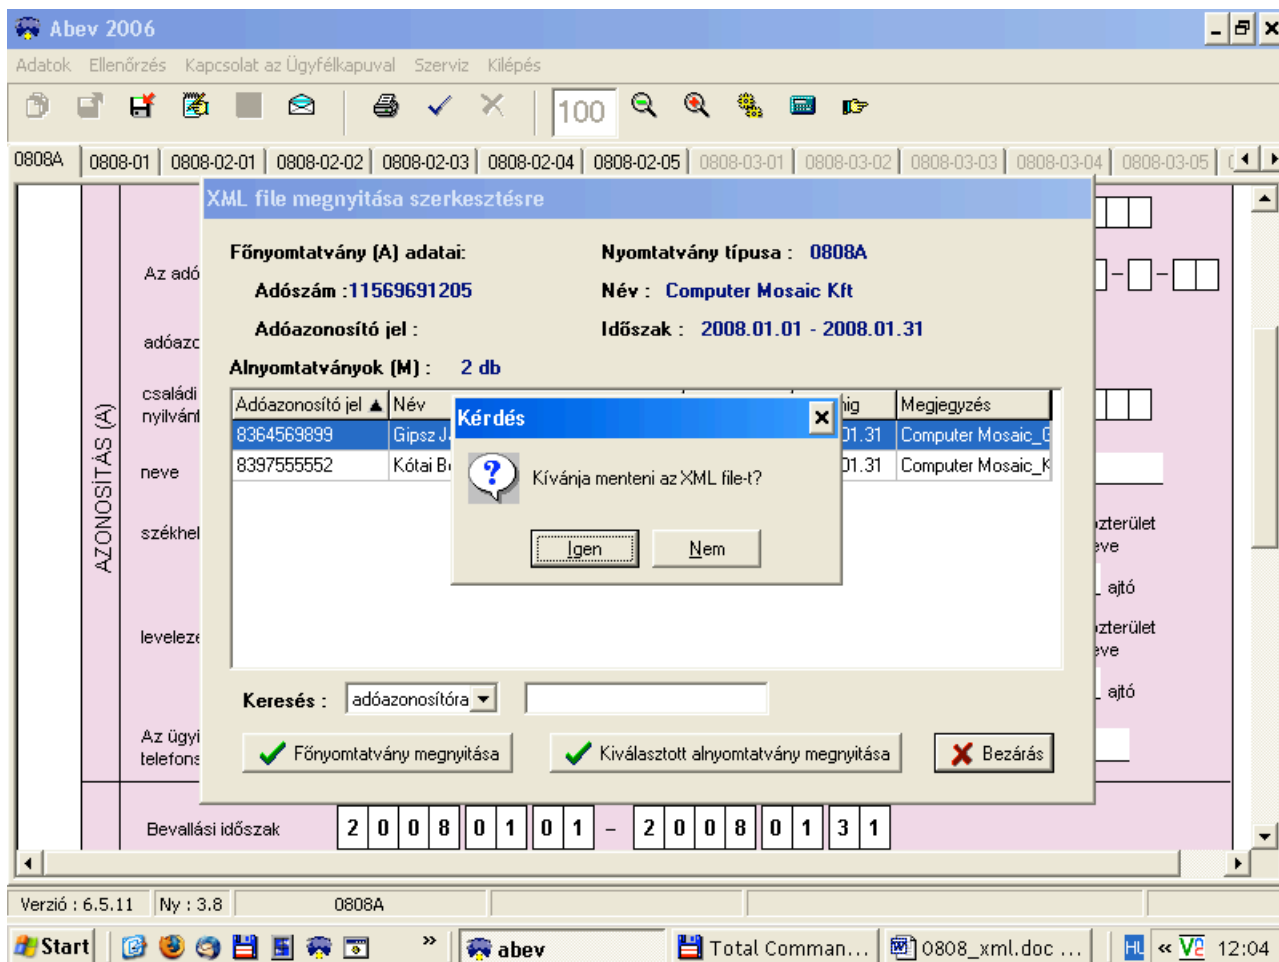 Abev 2006
Adatok Ellenőrzés Kapcsolat az Ügyfélkapuval Szerviz Kilépés
100
0808A 0808-01 0808-02-01 0808-02-02 0808-02-03 0808-02-04 0808-02-05 0808-03-01 0808-03-02 0808-03-03 0808-03-04 0808-03-05
XML file megnyitása szerkesztésre
Főnyomtatvány (A) adatai: Nyomtatvány típusa : 0808A
Adószám :11569691205 Név : Computer Mosaic Kft
Adóazonosító jel : Időszak : 2008.01.01 - 2008.01.31
Alnyomtatványok (M) : 2 db
Adóazonosító jel Név Megjegyzés
8364569899 Gipsz 01.31 Computer Mosaic_G
8397555552 Kótai 01.31 Computer Mosaic_K
Kérdés
Kívánja menteni az XML file-t?
Igen Nem
Keresés : adóazonosítóra
Főnyomtatvány megnyitása Kiválasztott alnyomtatvány megnyitása Bezárás
AZONOSÍTÁS (A)
Az adó
adóazo
családi
nyilvánt
neve
székhel
ajtó
leveleze
ajtó
Az ügyi
telefons
Bevallási időszak 2 0 0 8 0 1 0 1 – 2 0 0 8 0 1 3 1
Verzió : 6.5.11 Ny : 3.8 0808A
Start » abev Total Comman... 0808_xml.doc ... HU « 12:04